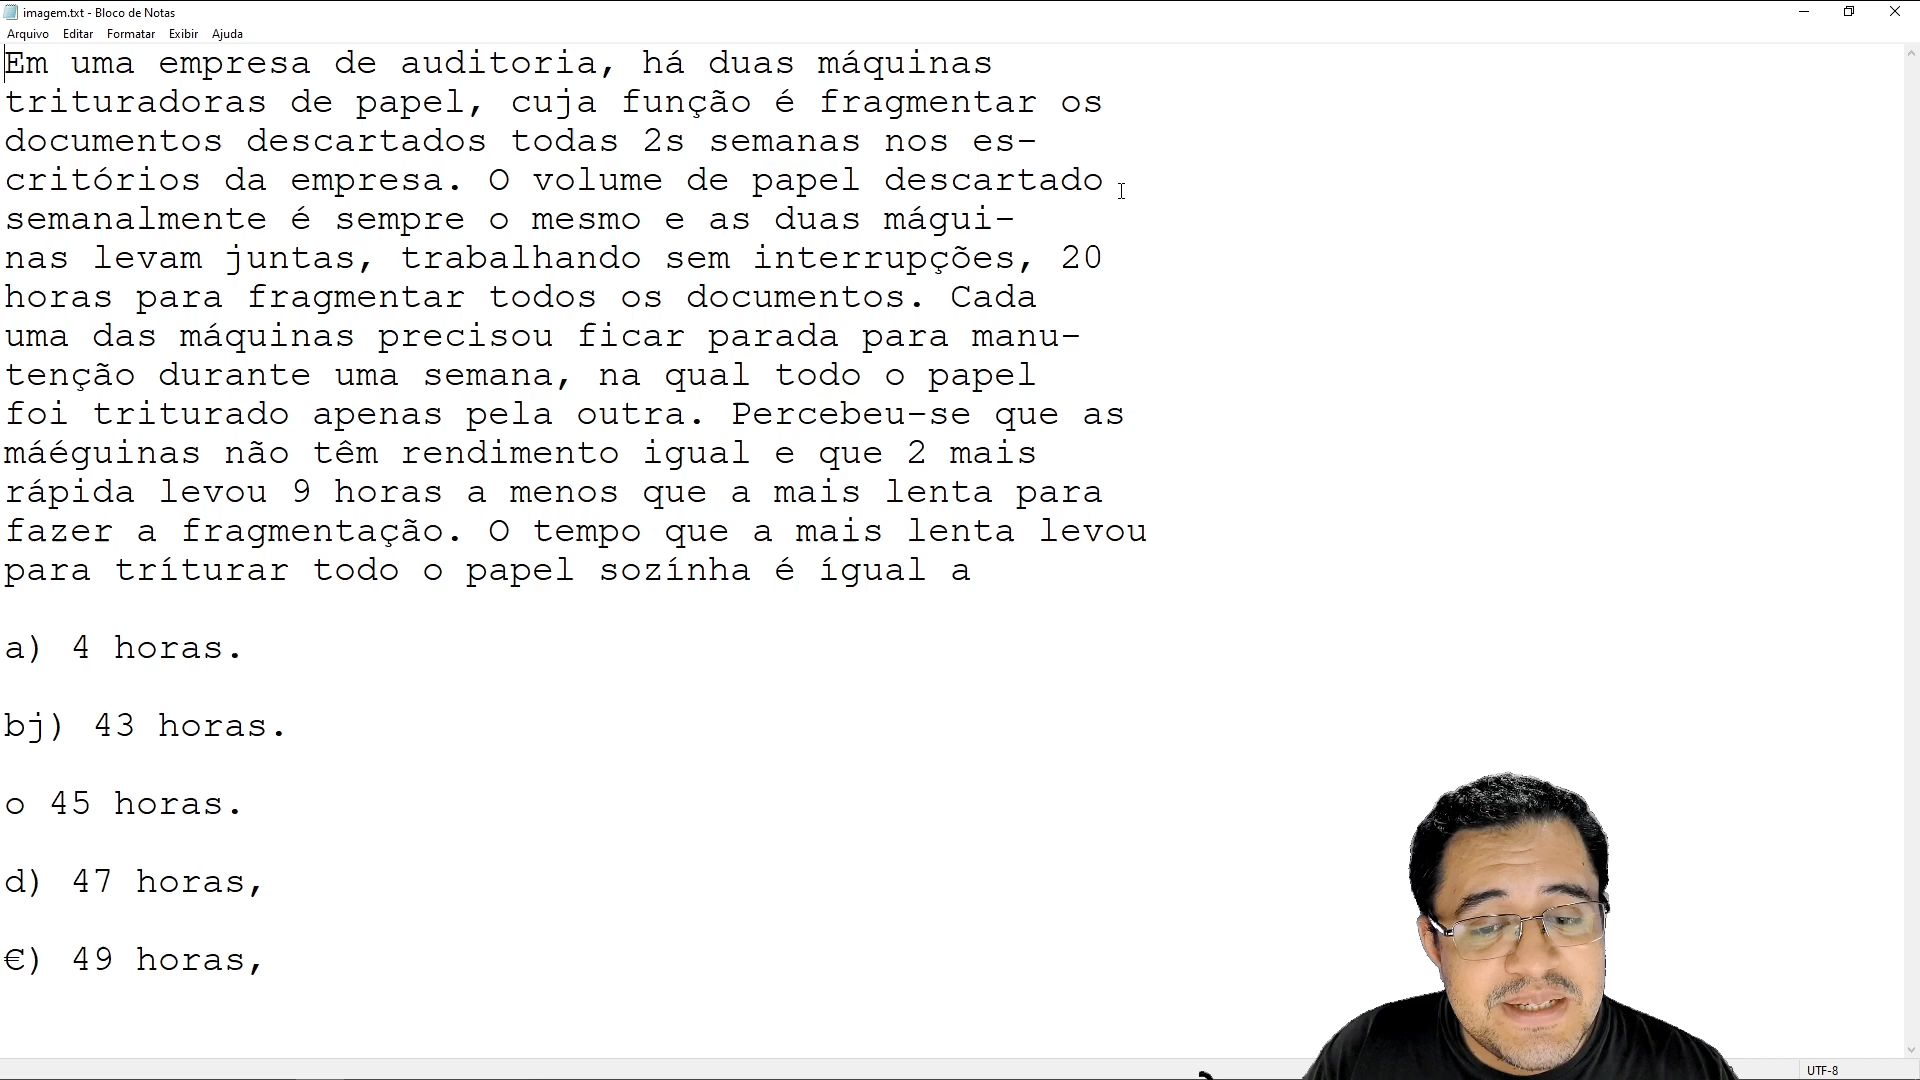 imagem.txt - Bloco de Notas
Arquivo Editar Formatar Exibir Ajuda
Em uma empresa de auditoria, há duas máquinas
trituradoras de papel, cuja função é fragmentar os
documentos descartados todas 2s semanas nos es-
critórios da empresa. O volume de papel descartado
semanalmente é sempre o mesmo e as duas mágui-
nas levam juntas, trabalhando sem interrupções, 20
horas para fragmentar todos os documentos. Cada
uma das máquinas precisou ficar parada para manu-
tenção durante uma semana, na qual todo o papel
foi triturado apenas pela outra. Percebeu-se que as
máéguinas não têm rendimento igual e que 2 mais
rápida levou 9 horas a menos que a mais lenta para
fazer a fragmentação. O tempo que a mais lenta levou
para tríturar todo o papel sozínha é ígual a
a) 4 horas.
bj) 43 horas.
o 45 horas.
d) 47 horas,
€) 49 horas,
UTF-8